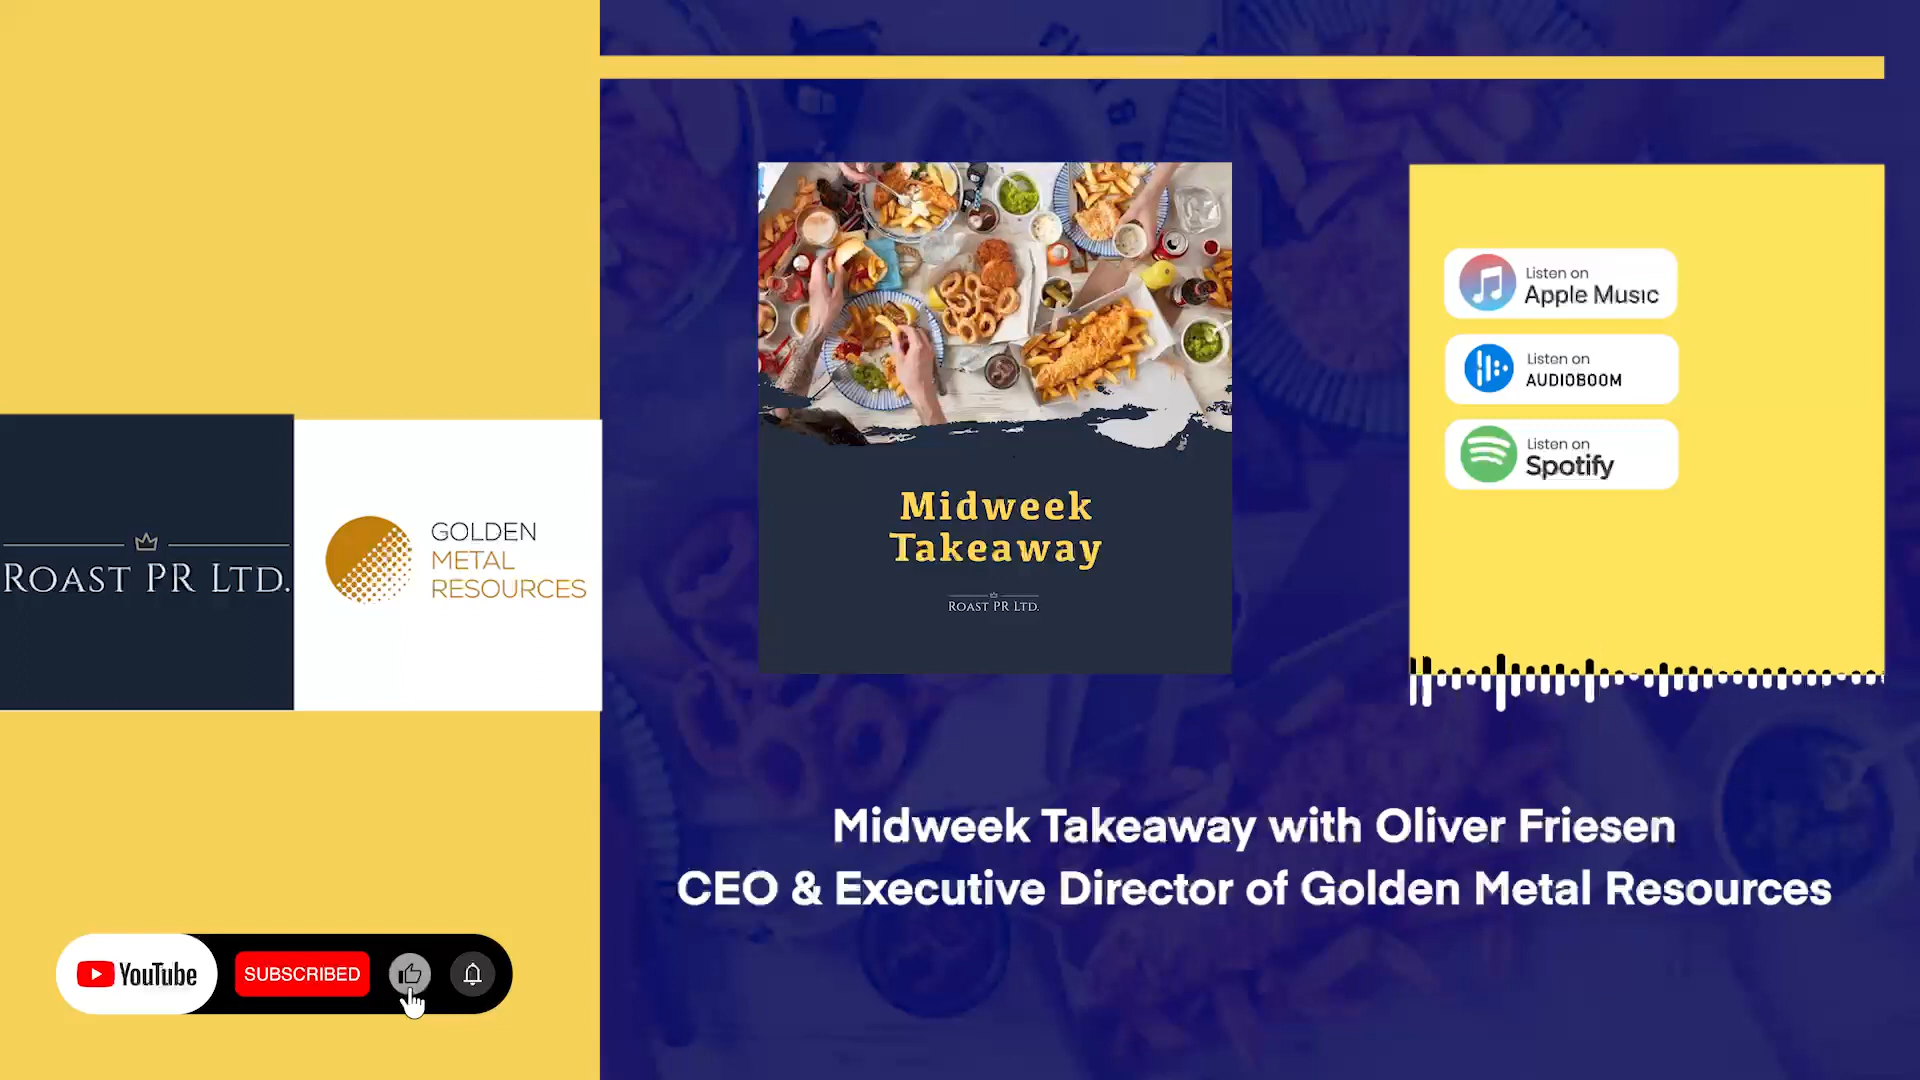 ROAST PR LTD.
GOLDEN
METAL
RESOURCES
YouTube
SUBSCRIBED
Midweek
Takeaway
ROAST PR LTD.
Listen on
Apple Music
Listen on
AUDIOBOOM
Listen on
Spotify
Midweek Takeaway with Oliver Friesen
CEO & Executive Director of Golden Metal Resources